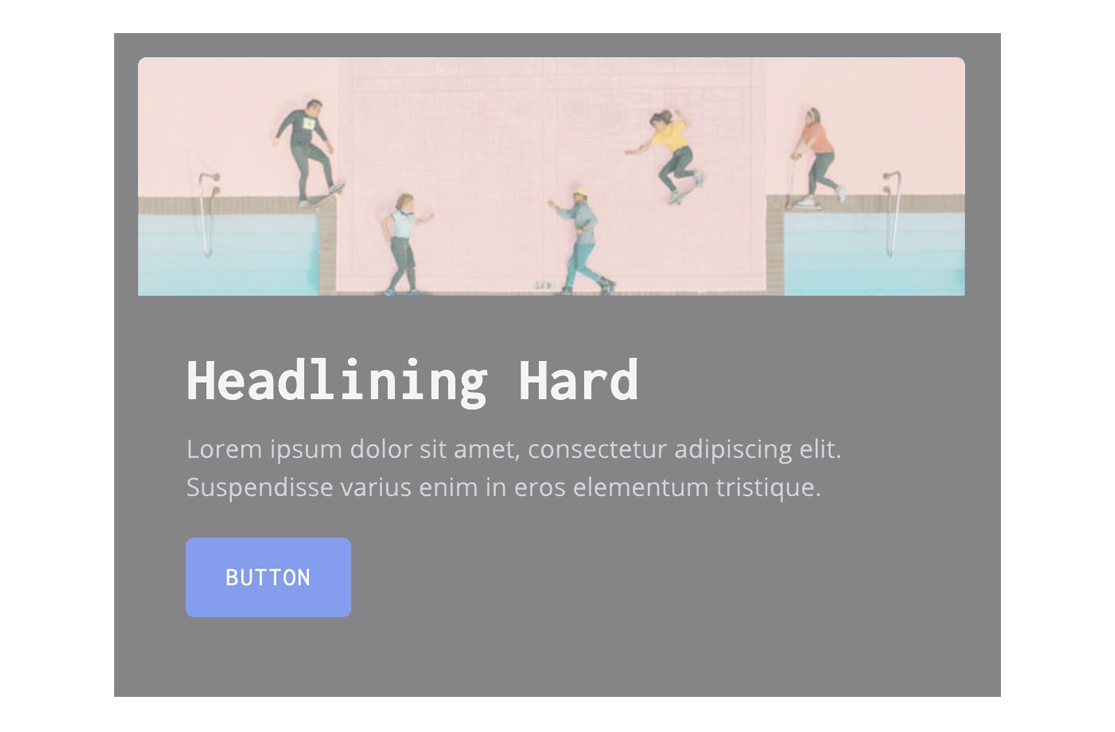 Headlining Hard
Lorem ipsum dolor sit amet, consectetur adipiscing elit.
Suspendisse varius enim in eros elementum tristique.
BUTTON